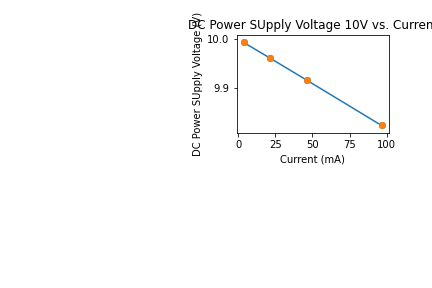 DC Power SUpply Voltage 10V vs. Curren
DC Power SUpply Voltage (V)
10.0
9.9
0
25
50
75
100
Current (mA)